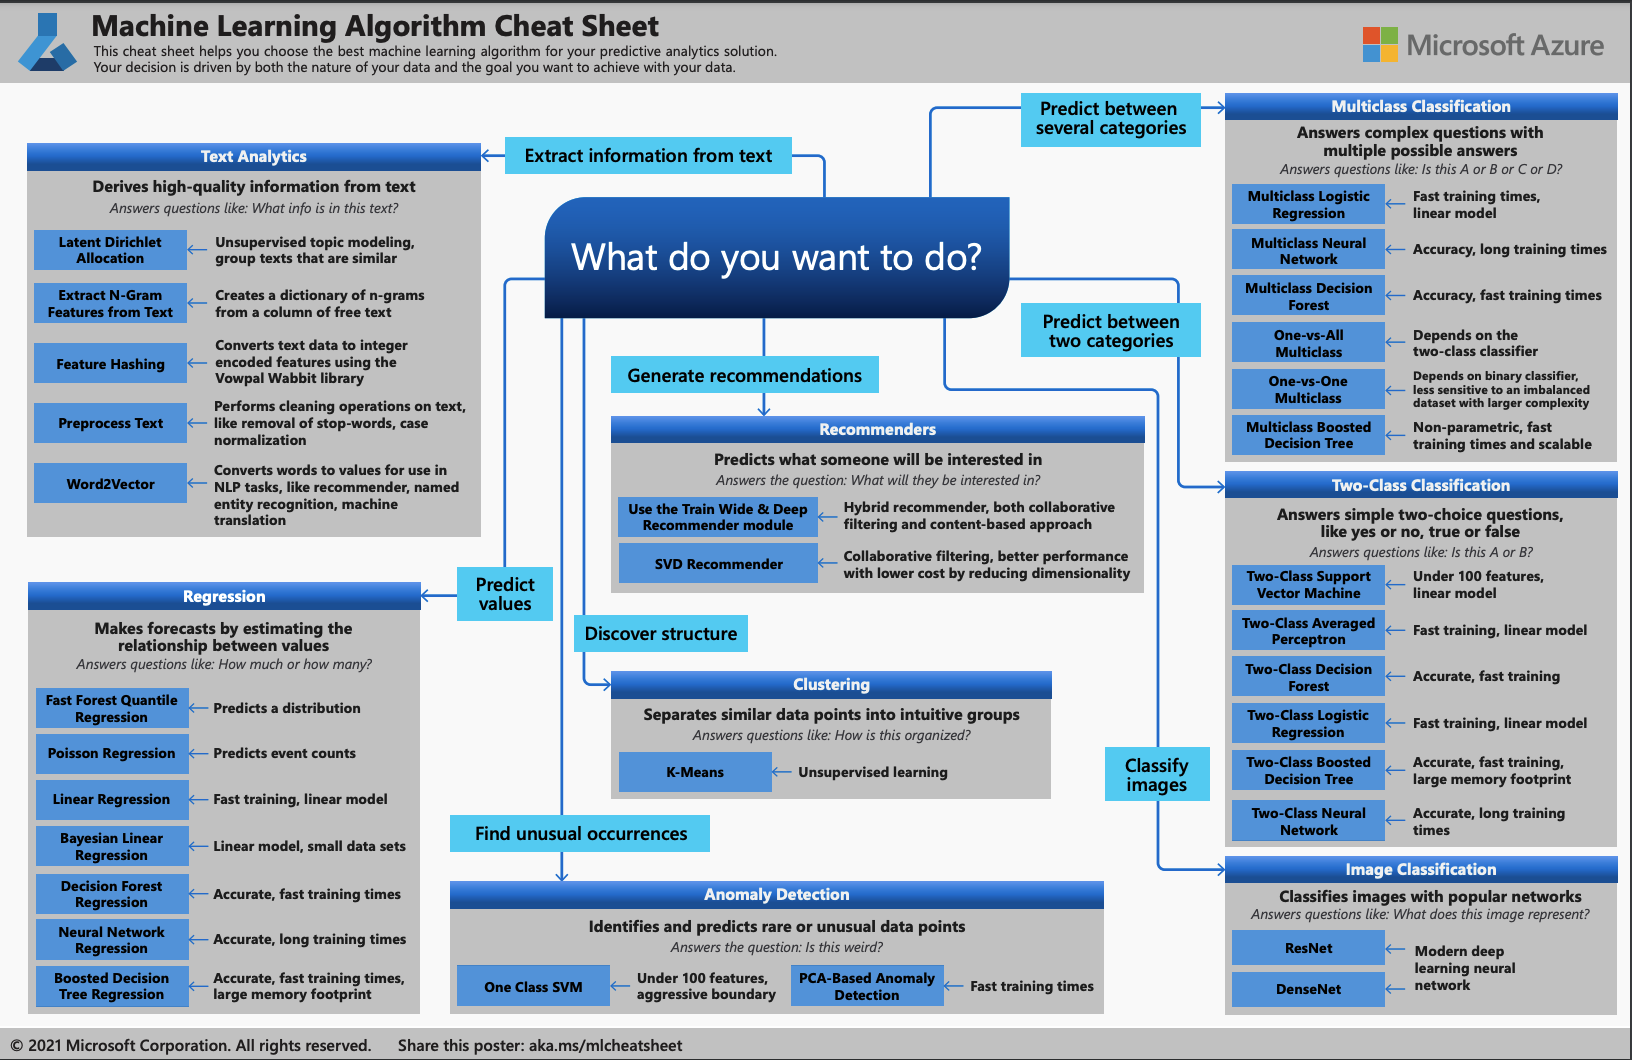 Machine Learning Algorithm Cheat Sheet
This cheat sheet helps you choose the best machine learning algorithm for your predictive analytics solution.
Your decision is driven by both the nature of your data and the goal you want to achieve with your data.
Microsoft Azure
What do you want to do?
Extract information from text
Text Analytics
Derives high-quality information from text
Answers questions like: What info is in this text?
Latent Dirichlet
Allocation
Unsupervised topic modeling,
group texts that are similar
Extract N-Gram
Features from Text
Creates a dictionary of n-grams
from a column of free text
Feature Hashing
Converts text data to integer
encoded features using the
Vowpal Wabbit library
Preprocess Text
Performs cleaning operations on text,
like removal of stop-words, case
normalization
Word2Vector
Converts words to values for use in
NLP tasks, like recommender, named
entity recognition, machine
translation
Predict
values
Regression
Makes forecasts by estimating the
relationship between values
Answers questions like: How much or how many?
Fast Forest Quantile
Regression
Predicts a distribution
Poisson Regression
Predicts event counts
Linear Regression
Fast training, linear model
Bayesian Linear
Regression
Linear model, small data sets
Decision Forest
Regression
Accurate, fast training times
Neural Network
Regression
Accurate, long training times
Boosted Decision
Tree Regression
Accurate, fast training times,
large memory footprint
Generate recommendations
Recommenders
Predicts what someone will be interested in
Answers the question: What will they be interested in?
Use the Train Wide & Deep
Recommender module
Hybrid recommender, both collaborative
filtering and content-based approach
SVD Recommender
Collaborative filtering, better performance
with lower cost by reducing dimensionality
Discover structure
Clustering
Separates similar data points into intuitive groups
Answers questions like: How is this organized?
K-Means
Unsupervised learning
Find unusual occurrences
Anomaly Detection
Identifies and predicts rare or unusual data points
Answers the question: Is this weird?
One Class SVM
Under 100 features,
aggressive boundary
PCA-Based Anomaly
Detection
Fast training times
Predict between
several categories
Multiclass Classification
Answers complex questions with
multiple possible answers
Answers questions like: Is this A or B or C or D?
Multiclass Logistic
Regression
Fast training times,
linear model
Multiclass Neural
Network
Accuracy, long training times
Multiclass Decision
Forest
Accuracy, fast training times
One-vs-All
Multiclass
Depends on the
two-class classifier
One-vs-One
Multiclass
Depends on binary classifier,
less sensitive to an imbalanced
dataset with larger complexity
Multiclass Boosted
Decision Tree
Non-parametric, fast
training times and scalable
Predict between
two categories
Two-Class Classification
Answers simple two-choice questions,
like yes or no, true or false
Answers questions like: Is this A or B?
Two-Class Support
Vector Machine
Under 100 features,
linear model
Two-Class Averaged
Perceptron
Fast training, linear model
Two-Class Decision
Forest
Accurate, fast training
Two-Class Logistic
Regression
Fast training, linear model
Two-Class Boosted
Decision Tree
Accurate, fast training,
large memory footprint
Two-Class Neural
Network
Accurate, long training
times
Classify
images
Image Classification
Classifies images with popular networks
Answers questions like: What does this image represent?
ResNet
DenseNet
Modern deep
learning neural
network
© 2021 Microsoft Corporation. All rights reserved.
Share this poster: aka.ms/mlcheatsheet